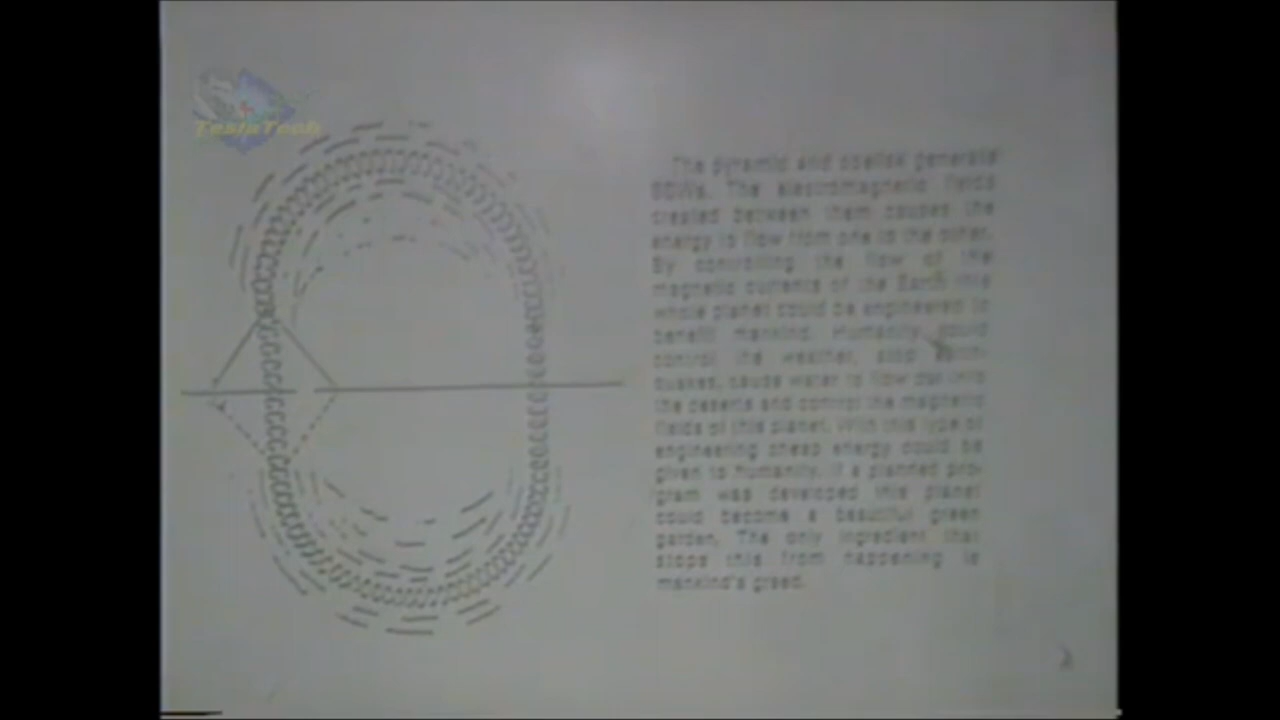 TeslaTech
The pyramid and obelisk generate
The electromagnetic fields
created between them causes the
energy to flow from one to the other.
By controlling the flow of the
magnetic currents of the Earth this
whole planet could be engineered to
benefit mankind. Humanity could
control the weather, stop earth-
quakes, cause water to flow out into
the deserts and control the magnetic
fields of this planet. With this type of
engineering cheap energy could be
given to humanity. If a planned pro-
gram was developed this planet
could become a beautiful green
garden. The only ingredient that
stops this from happening is
mankind's greed.